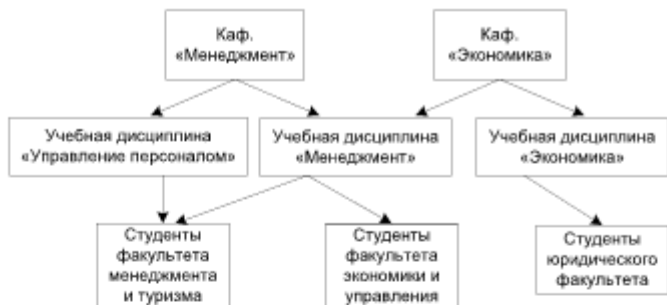 Каф.
«Менеджмент»
Каф.
«Экономика»
Учебная дисциплина
«Управление персоналом»
Учебная дисциплина
«Менеджмент»
Учебная дисциплина
«Экономика»
Студенты
факультета
менеджмента
и туризма
Студенты
факультета
экономики и
управления
Студенты
юридического
факультета